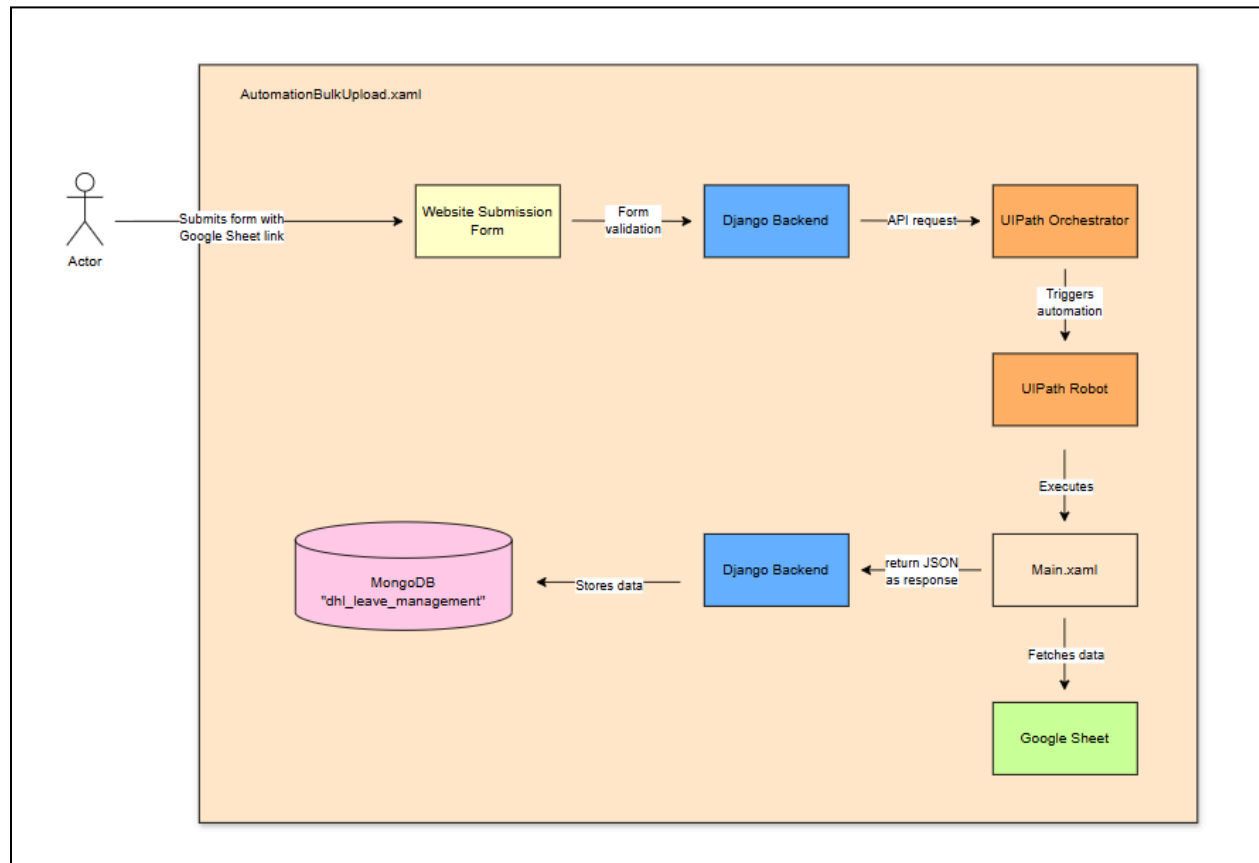 AutomationBulkUpload.xaml
Actor
Submits form with
Google Sheet link
Website Submission
Form
Form
validation
Django Backend
API request
UIPath Orchestrator
Triggers
automation
UIPath Robot
Executes
Main.xaml
return JSON
as response
Django Backend
Stores data
MongoDB
"dhl_leave_management"
Fetches data
Google Sheet